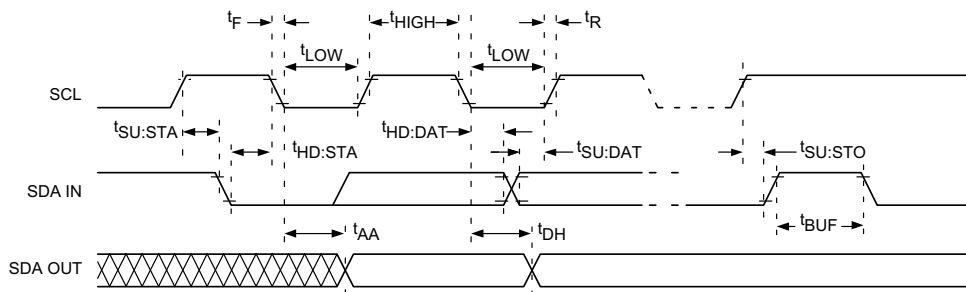 tF
tHIGH
tR
tLOW
tLOW
SCL
tSU:STA
tHD:STA
tHD:DAT
tSU:DAT
tSU:STO
SDA IN
tAA
tDH
tBUF
SDA OUT